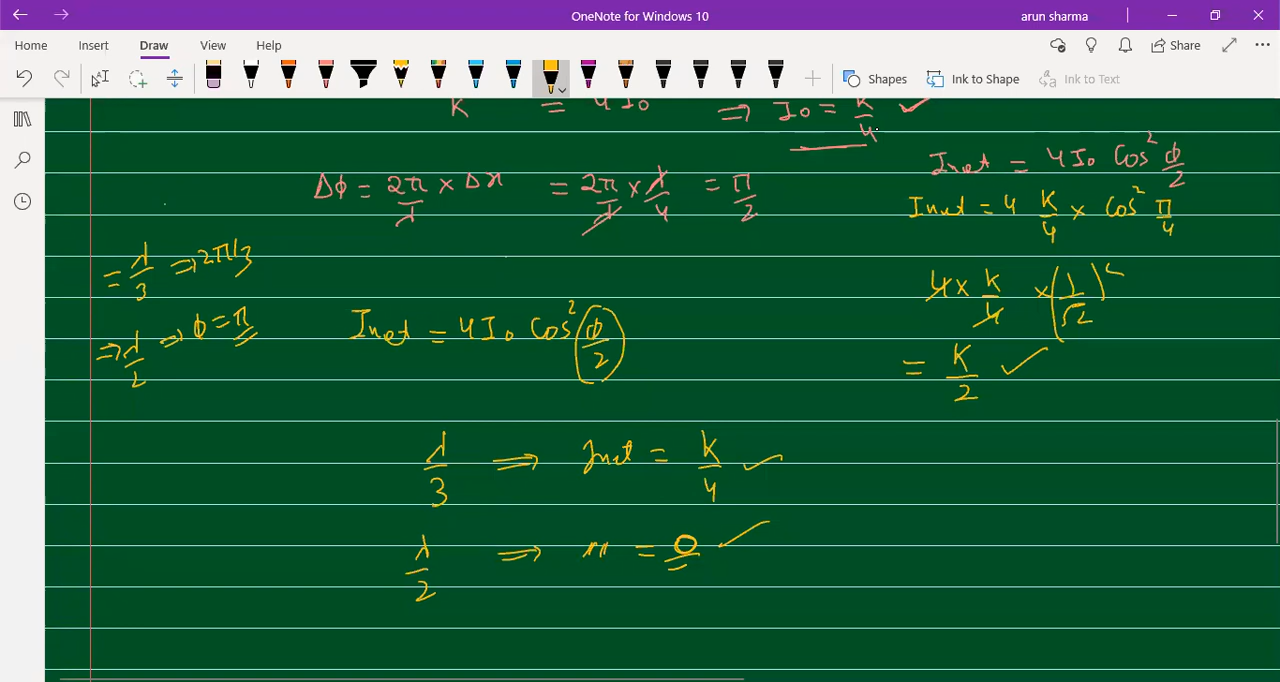 OneNote for Windows 10
arun sharma
Home Insert Draw View Help
Share
Shapes
Ink to Shape
Ink to Text
K = 4I₀ ⇒ I₀ = K/4 ✓
Δϕ = 2π/λ × Δx = 2π/λ × λ/4 = π/2
Inet = 4I₀ Cos² ϕ/2
Inet = 4 K/4 × Cos² π/4
4 × K/4 × (1/√2)²
= K/2 ✓
= λ/3 ⇒ 2π/3
⇒ λ/2 ⇒ ϕ = π
Inet = 4I₀ Cos² ϕ/2
λ/3 ⇒ Inet = K/4 ✓
λ/2 ⇒ " = 0 ✓